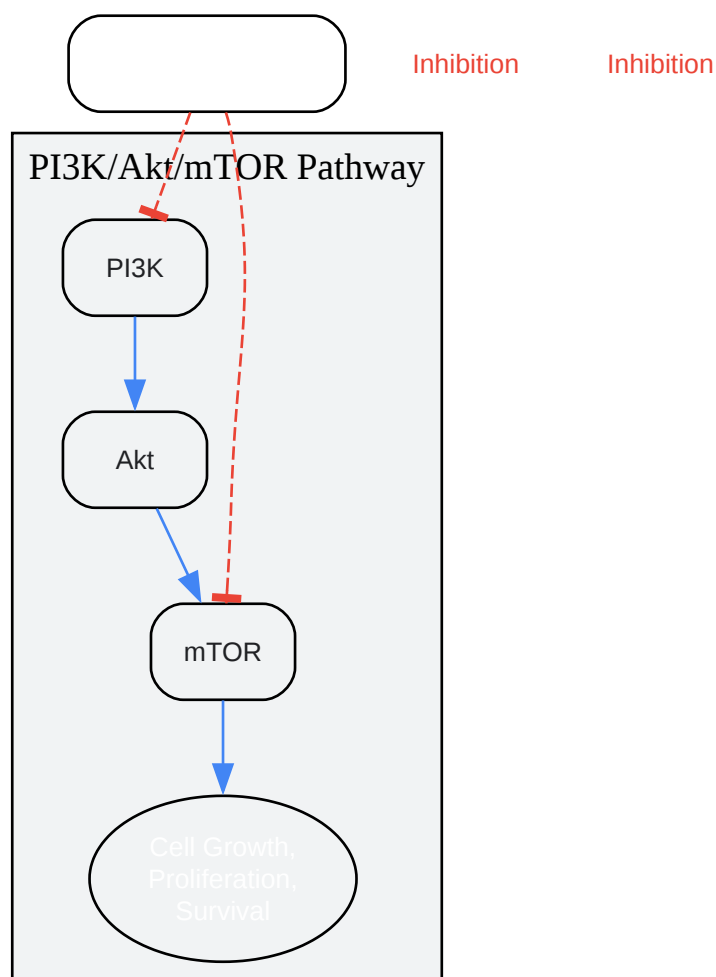 Inhibition
Inhibition
PI3K/Akt/mTOR Pathway
PI3K
Akt
mTOR
Cell Growth,
Proliferation,
Survival